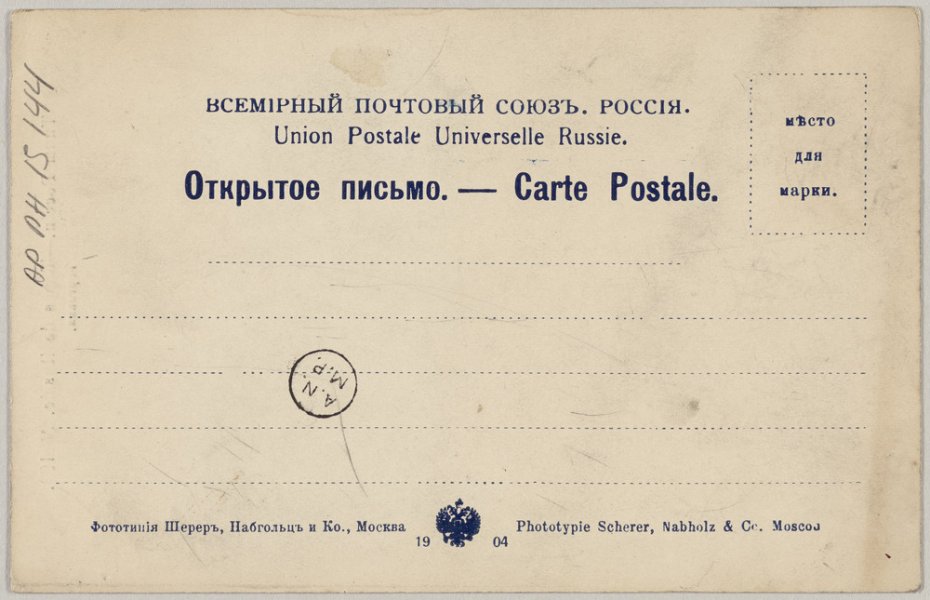 ВСЕМІРНЫЙ ПОЧТОВЫЙ СОЮЗЪ. РОССІЯ.
Union Postale Universelle Russie.
Открытое письмо. — Carte Postale.
мѣсто
для
марки.
AP PH 15 144
A. N.
M. P.
Фототипія Шереръ, Набгольцъ и Ко., Москва
19 04
Phototypie Scherer, Nabholz & Co. Moscou